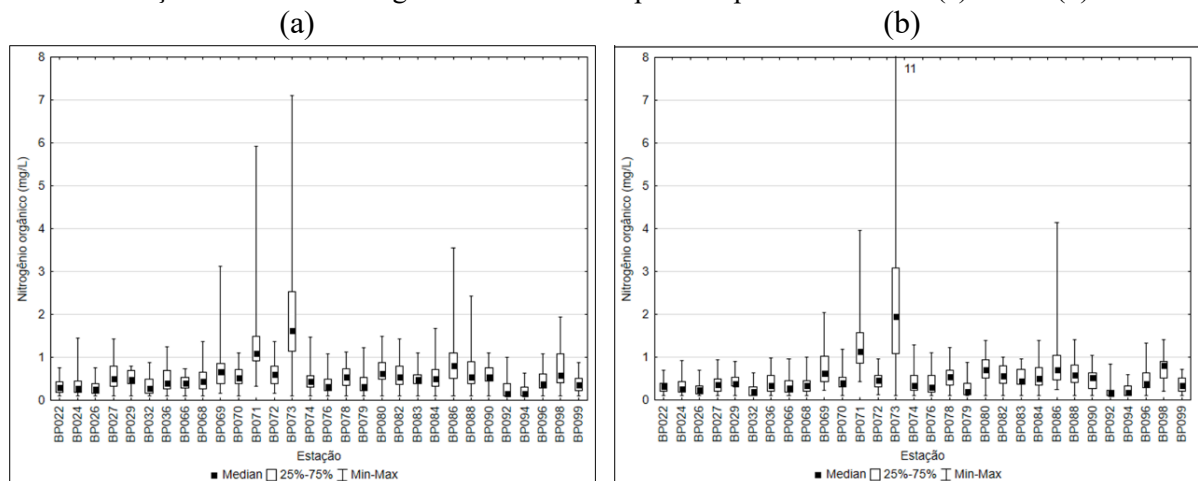 (a)
(b)
8
7
6
5
4
3
2
1
0
Nitrogênio orgânico (mg/L)
BP022
BP024
BP026
BP027
BP029
BP032
BP036
BP066
BP068
BP069
BP070
BP071
BP072
BP073
BP074
BP076
BP078
BP079
BP080
BP082
BP083
BP084
BP086
BP088
BP090
BP092
BP094
BP096
BP098
BP099
Estação
Median 25%-75% Min-Max
11
8
7
6
5
4
3
2
1
0
Nitrogênio orgânico (mg/L)
BP022
BP024
BP026
BP027
BP029
BP032
BP036
BP066
BP068
BP069
BP070
BP071
BP072
BP073
BP074
BP076
BP078
BP079
BP080
BP082
BP083
BP084
BP086
BP088
BP090
BP092
BP094
BP096
BP098
BP099
Estação
Median 25%-75% Min-Max